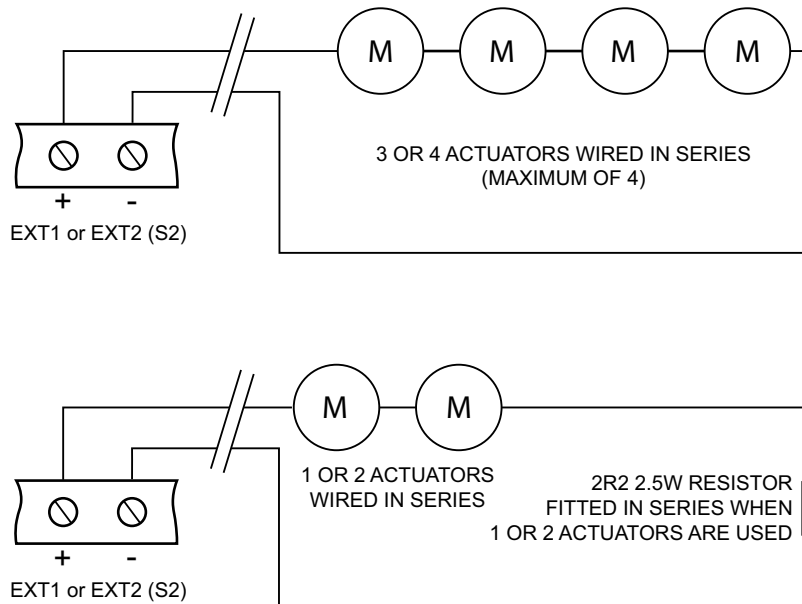 M M M M
3 OR 4 ACTUATORS WIRED IN SERIES
(MAXIMUM OF 4)
+ -
EXT1 or EXT2 (S2)
M M
1 OR 2 ACTUATORS
WIRED IN SERIES
2R2 2.5W RESISTOR
FITTED IN SERIES WHEN
1 OR 2 ACTUATORS ARE USED
+ -
EXT1 or EXT2 (S2)